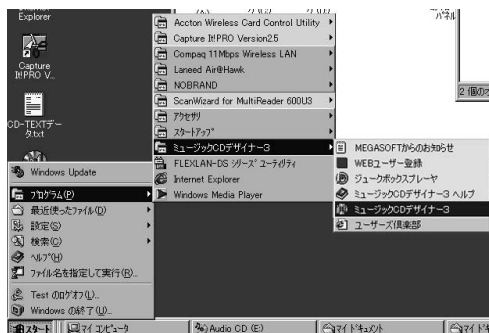 Explorer
Capture
It!PRO V...
CD-TEXTデー
タ.txt
Windows Update
プログラム(P)
最近使ったファイル(D)
設定(S)
検索(C)
ヘルプ(H)
ファイル名を指定して実行(R)...
Test のログオフ(L)...
Windows の終了(U)...
スタート
マイ コンピュータ
Audio CD (E:)
マイ ドキュメント
マイ ド
Accton Wireless Card Control Utility
Capture It!PRO Version2.5
Compaq 11Mbps Wireless LAN
Laneed Air@Hawk
NOBRAND
ScanWizard for MultiReader 600U3
アクセサリ
スタートアップ
ミュージックCDデザイナー3
FLEXLAN-DS シリーズ ユーティリティ
Internet Explorer
Windows Media Player
MEGASOFTからのお知らせ
WEBユーザー登録
ジュークボックスプレーヤ
ミュージックCDデザイナー3 ヘルプ
ミュージックCDデザイナー3
ユーザーズ倶楽部
パネル
2 個のオ